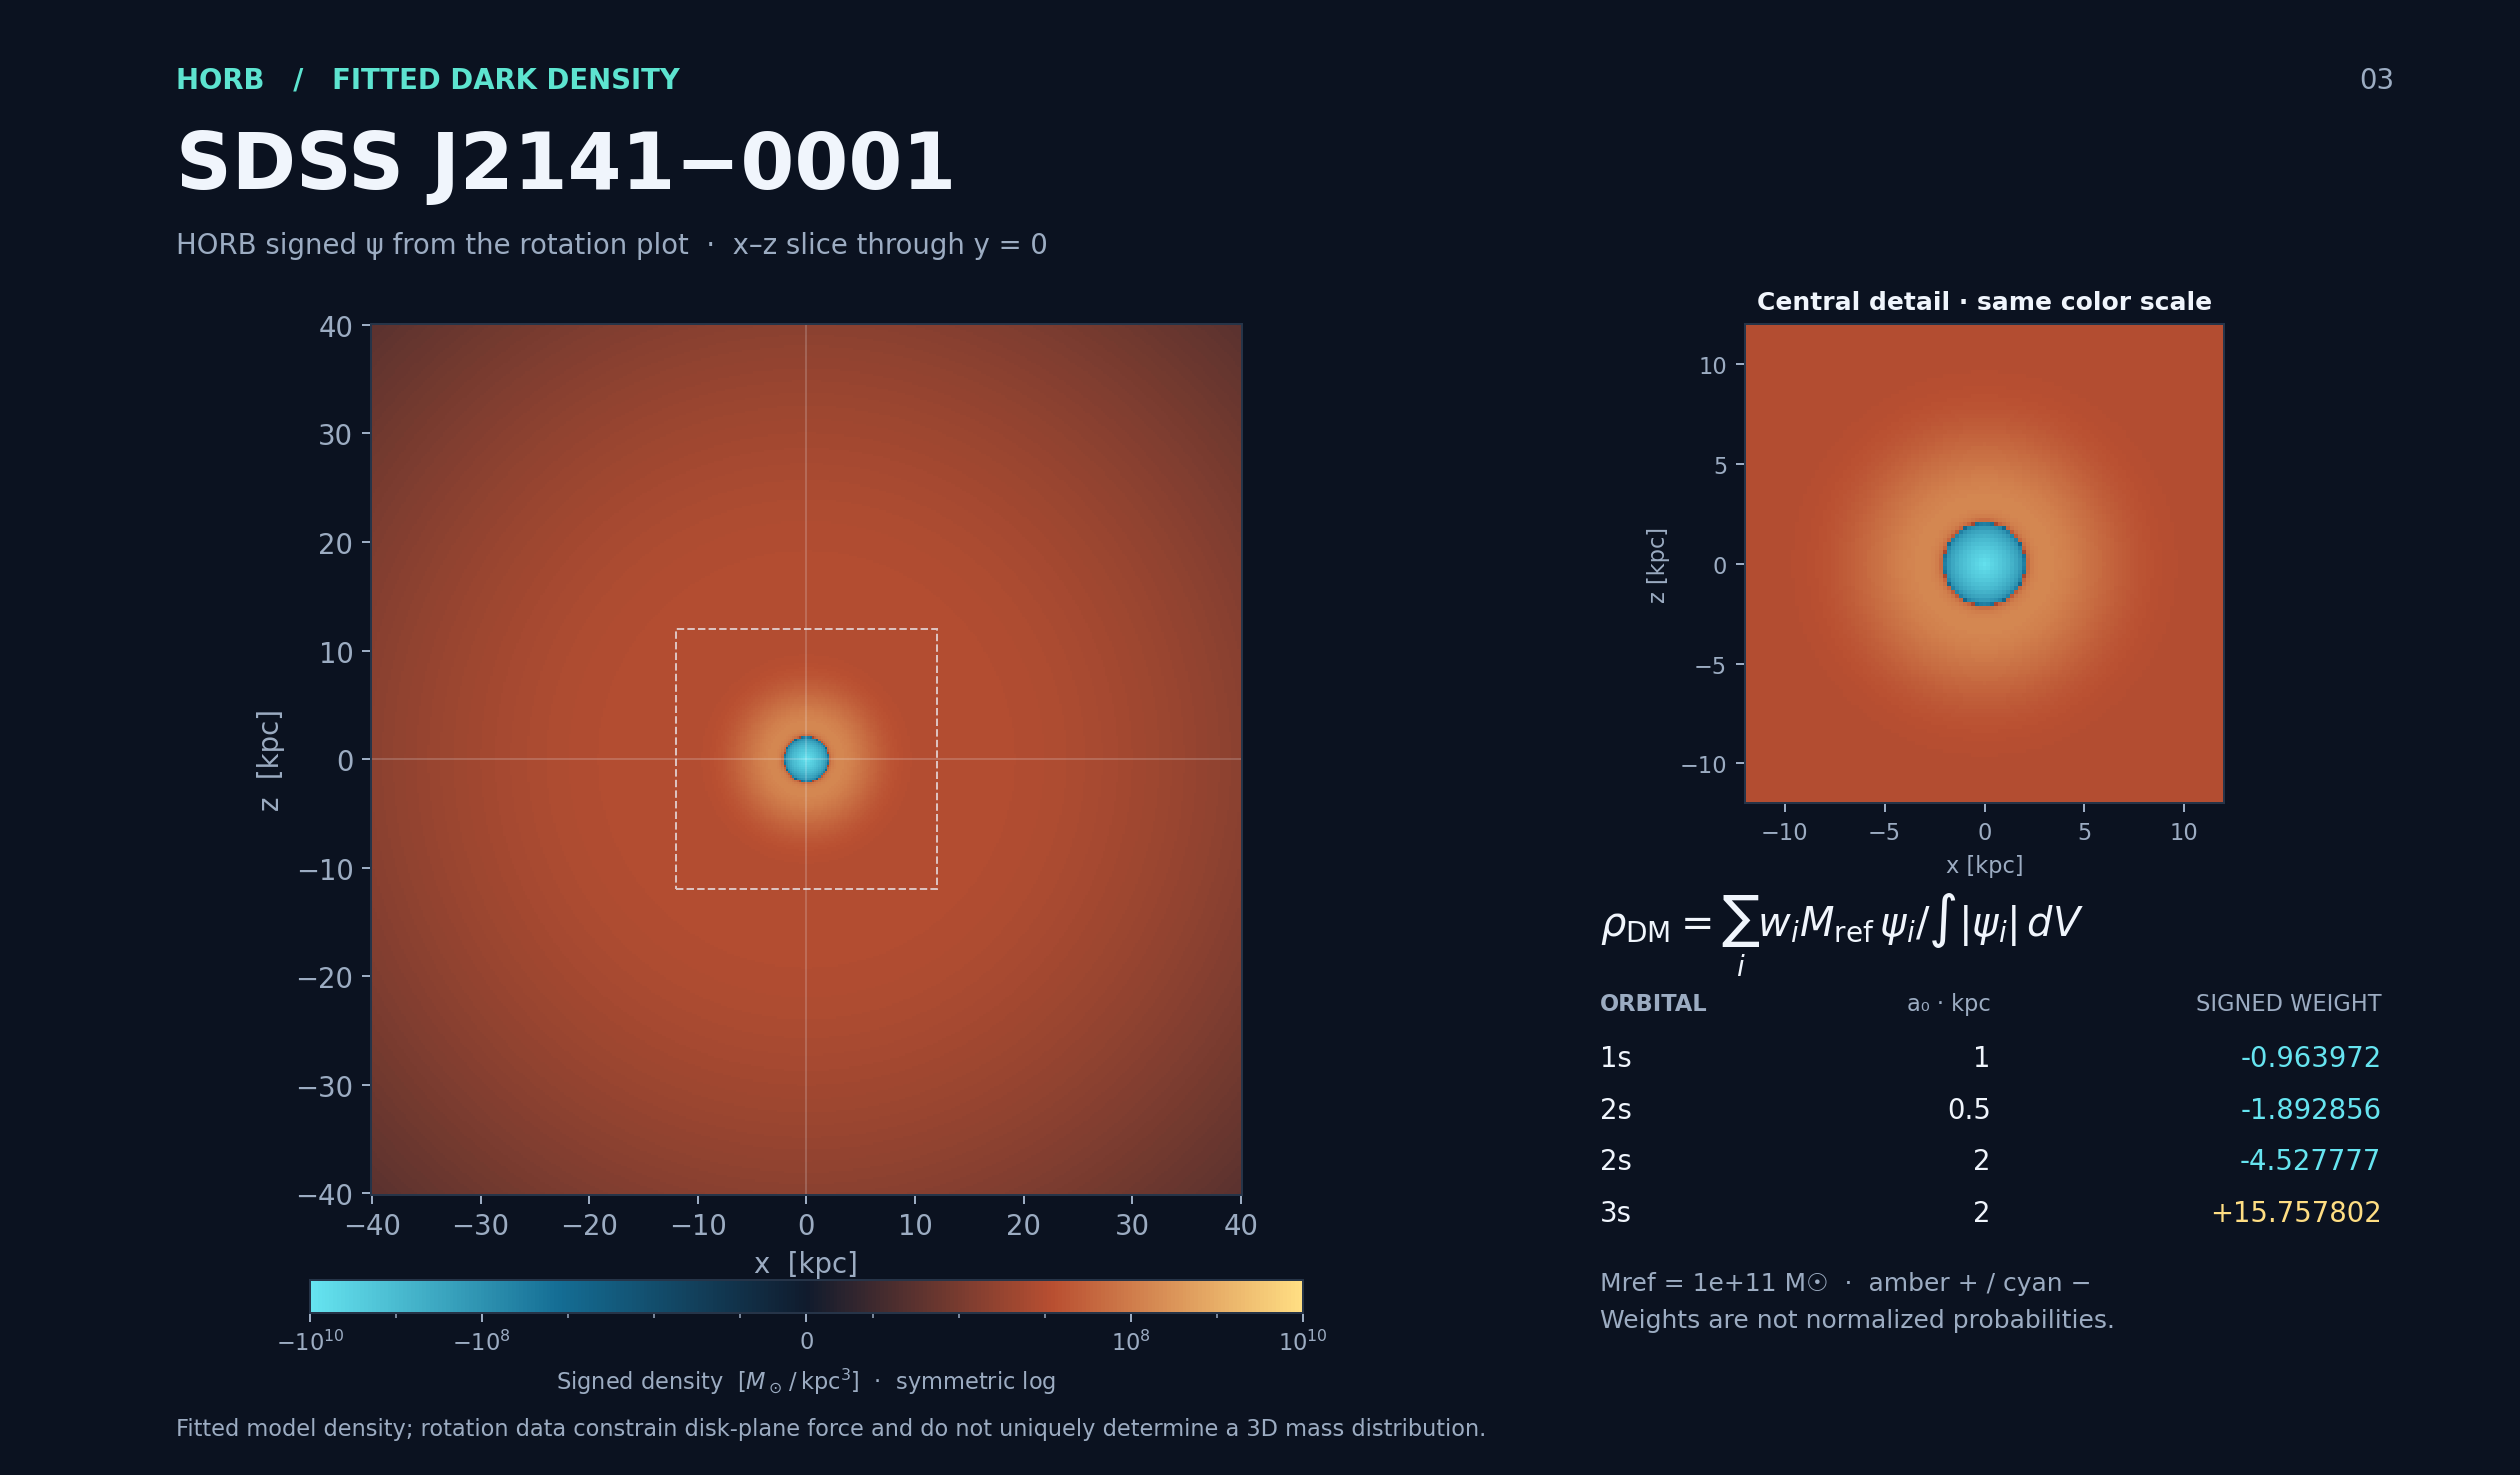 HORB / FITTED DARK DENSITY
03
SDSS J2141−0001
HORB signed ψ from the rotation plot · x–z slice through y = 0
40
30
20
10
0
−10
−20
−30
−40
z [kpc]
−40 −30 −20 −10 0 10 20 30 40
x [kpc]
−10¹⁰ −10⁸ 0 10⁸ 10¹⁰
Signed density [M☉ / kpc³] · symmetric log
Central detail · same color scale
10
5
0
−5
−10
z [kpc]
−10 −5 0 5 10
x [kpc]
ρ_DM = ∑_i w_i M_ref ψ_i / ∫ |ψ_i| dV
ORBITAL a₀ · kpc SIGNED WEIGHT
1s 1 -0.963972
2s 0.5 -1.892856
2s 2 -4.527777
3s 2 +15.757802
Mref = 1e+11 M☉ · amber + / cyan −
Weights are not normalized probabilities.
Fitted model density; rotation data constrain disk-plane force and do not uniquely determine a 3D mass distribution.